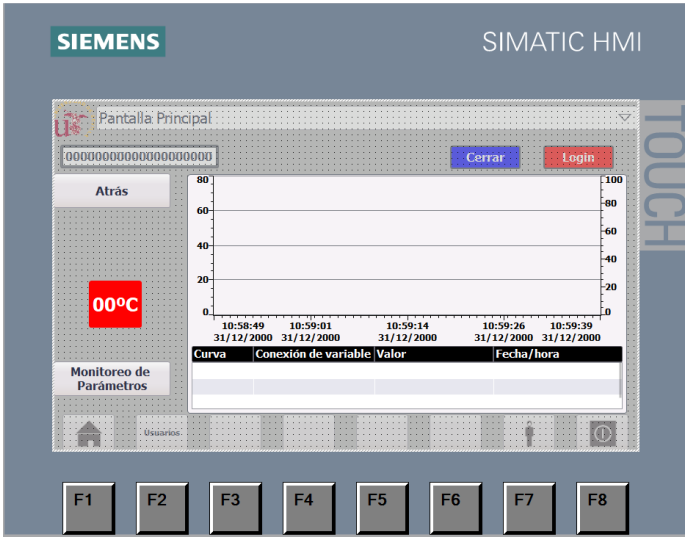 SIEMENS
SIMATIC HMI
TOUCH
Pantalla Principal
00000000000000000000
Cerrar
Login
Atrás
80
60
40
20
0
100
80
60
40
20
0
10:58:49 10:59:01 10:59:14 10:59:26 10:59:39
31/12/2000 31/12/2000 31/12/2000 31/12/2000 31/12/2000
00ºC
Curva Conexión de variable Valor Fecha/hora
Monitoreo de
Parámetros
Usuarios
F1 F2 F3 F4 F5 F6 F7 F8